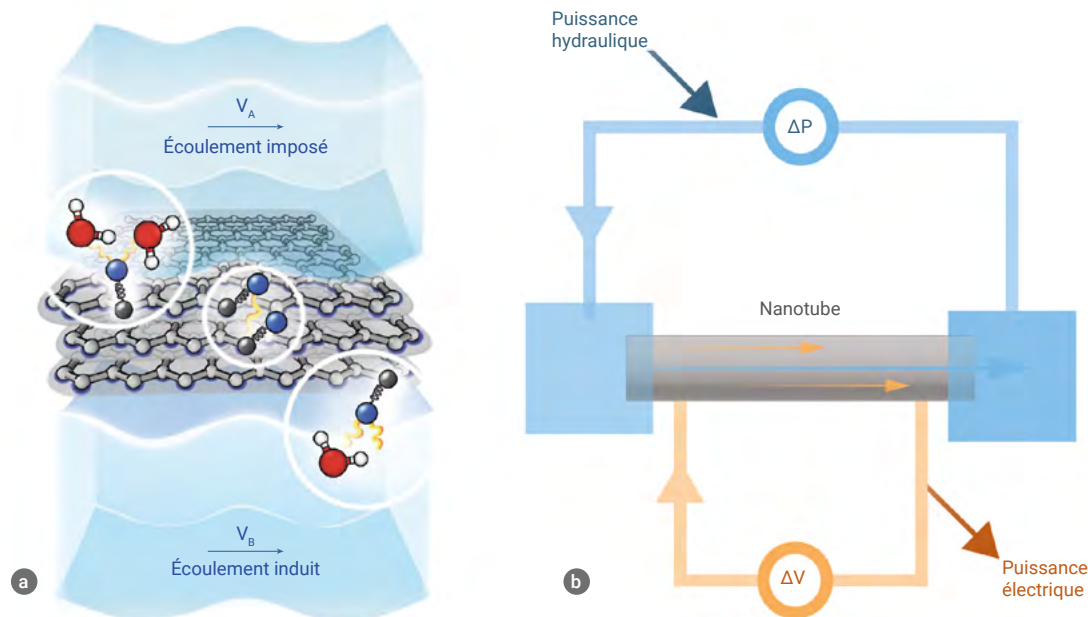 V_A
Écoulement imposé
V_B
Écoulement induit
a
Puissance
hydraulique
ΔP
Nanotube
ΔV
Puissance
électrique
b